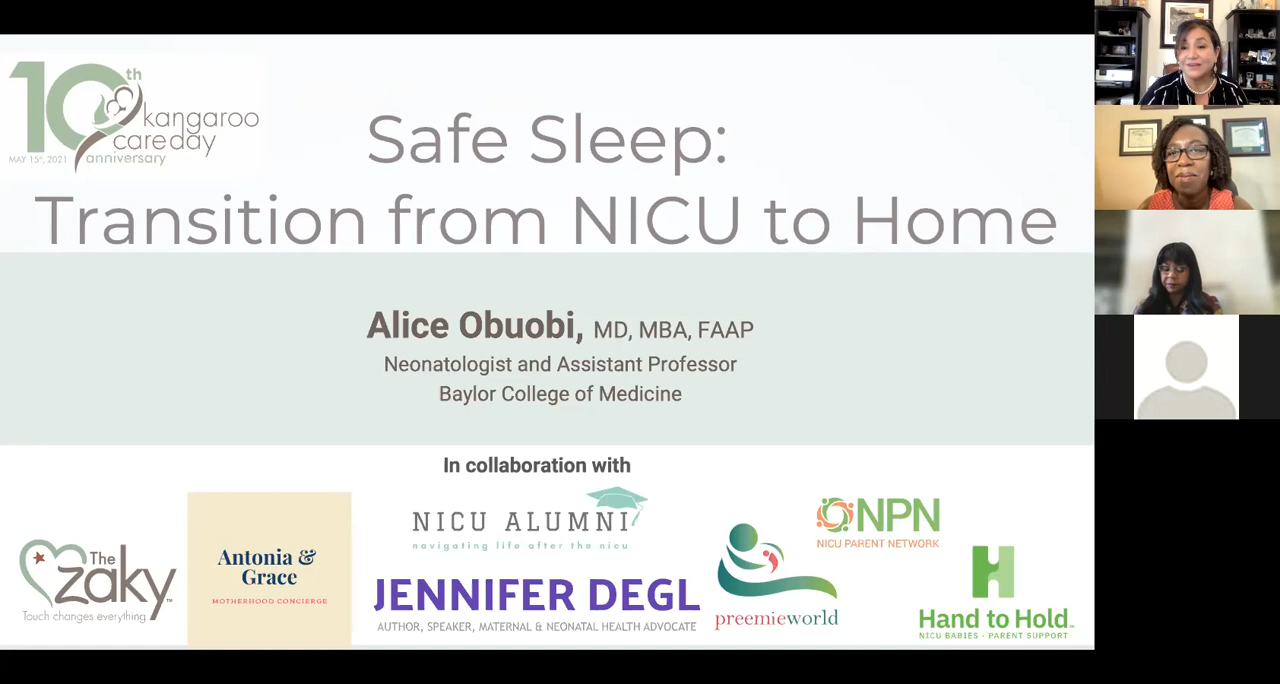 10th
kangaroo
care day
MAY 15th, 2021 anniversary
Safe Sleep:
Transition from NICU to Home
Alice Obuobi, MD, MBA, FAAP
Neonatologist and Assistant Professor
Baylor College of Medicine
In collaboration with
The
zaky™
Touch changes everything
Antonia &
Grace
MOTHERHOOD CONCIERGE
NICU ALUMNI
navigating life after the nicu
JENNIFER DEGL
AUTHOR, SPEAKER, MATERNAL & NEONATAL HEALTH ADVOCATE
preemieworld
NPN
NICU PARENT NETWORK
Hand to Hold
NICU BABIES - PARENT SUPPORT